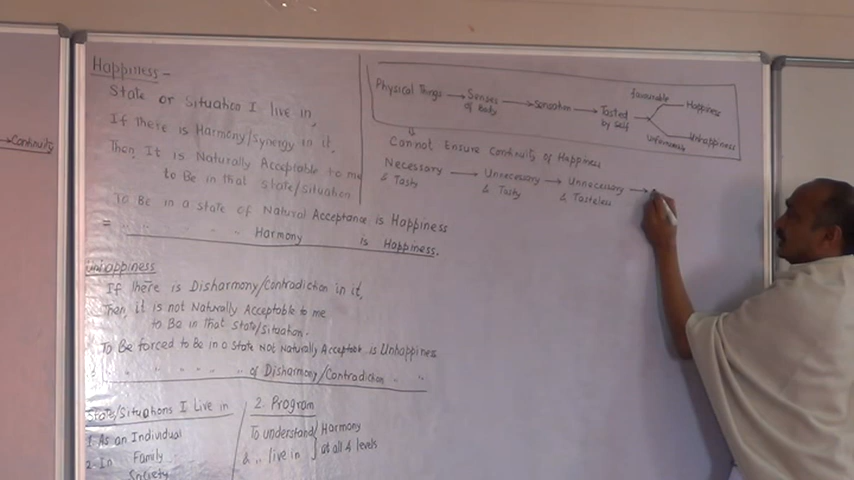 →Continuity
Happiness -
State or Situation I live in,
If there is Harmony/Synergy in it,
Then, It is Naturally Acceptable to me
to Be in that state/situation.
To Be in a state of Natural Acceptance is Happiness
= " " " " " Harmony is Happiness.
Unhappiness
If there is Disharmony/Contradiction in it,
Then it is not Naturally Acceptable to me
to Be in that State/Situation.
To Be forced to Be in a State Not Naturally Acceptable is Unhappiness
" " " " " " " of Disharmony/Contradiction " "
State/Situations I Live in
1. As an Individual
2. In Family
Society
2. Program
To understand
& " live in
Harmony
at all 4 levels
Physical Things → Senses of Body → Sensation → Tasted by Self
favourable → Happiness
Unfavourable → Unhappiness
Cannot Ensure Continuity of Happiness
Necessary → Unnecessary → Unnecessary →
& Tasty & Tasty & Tasteless